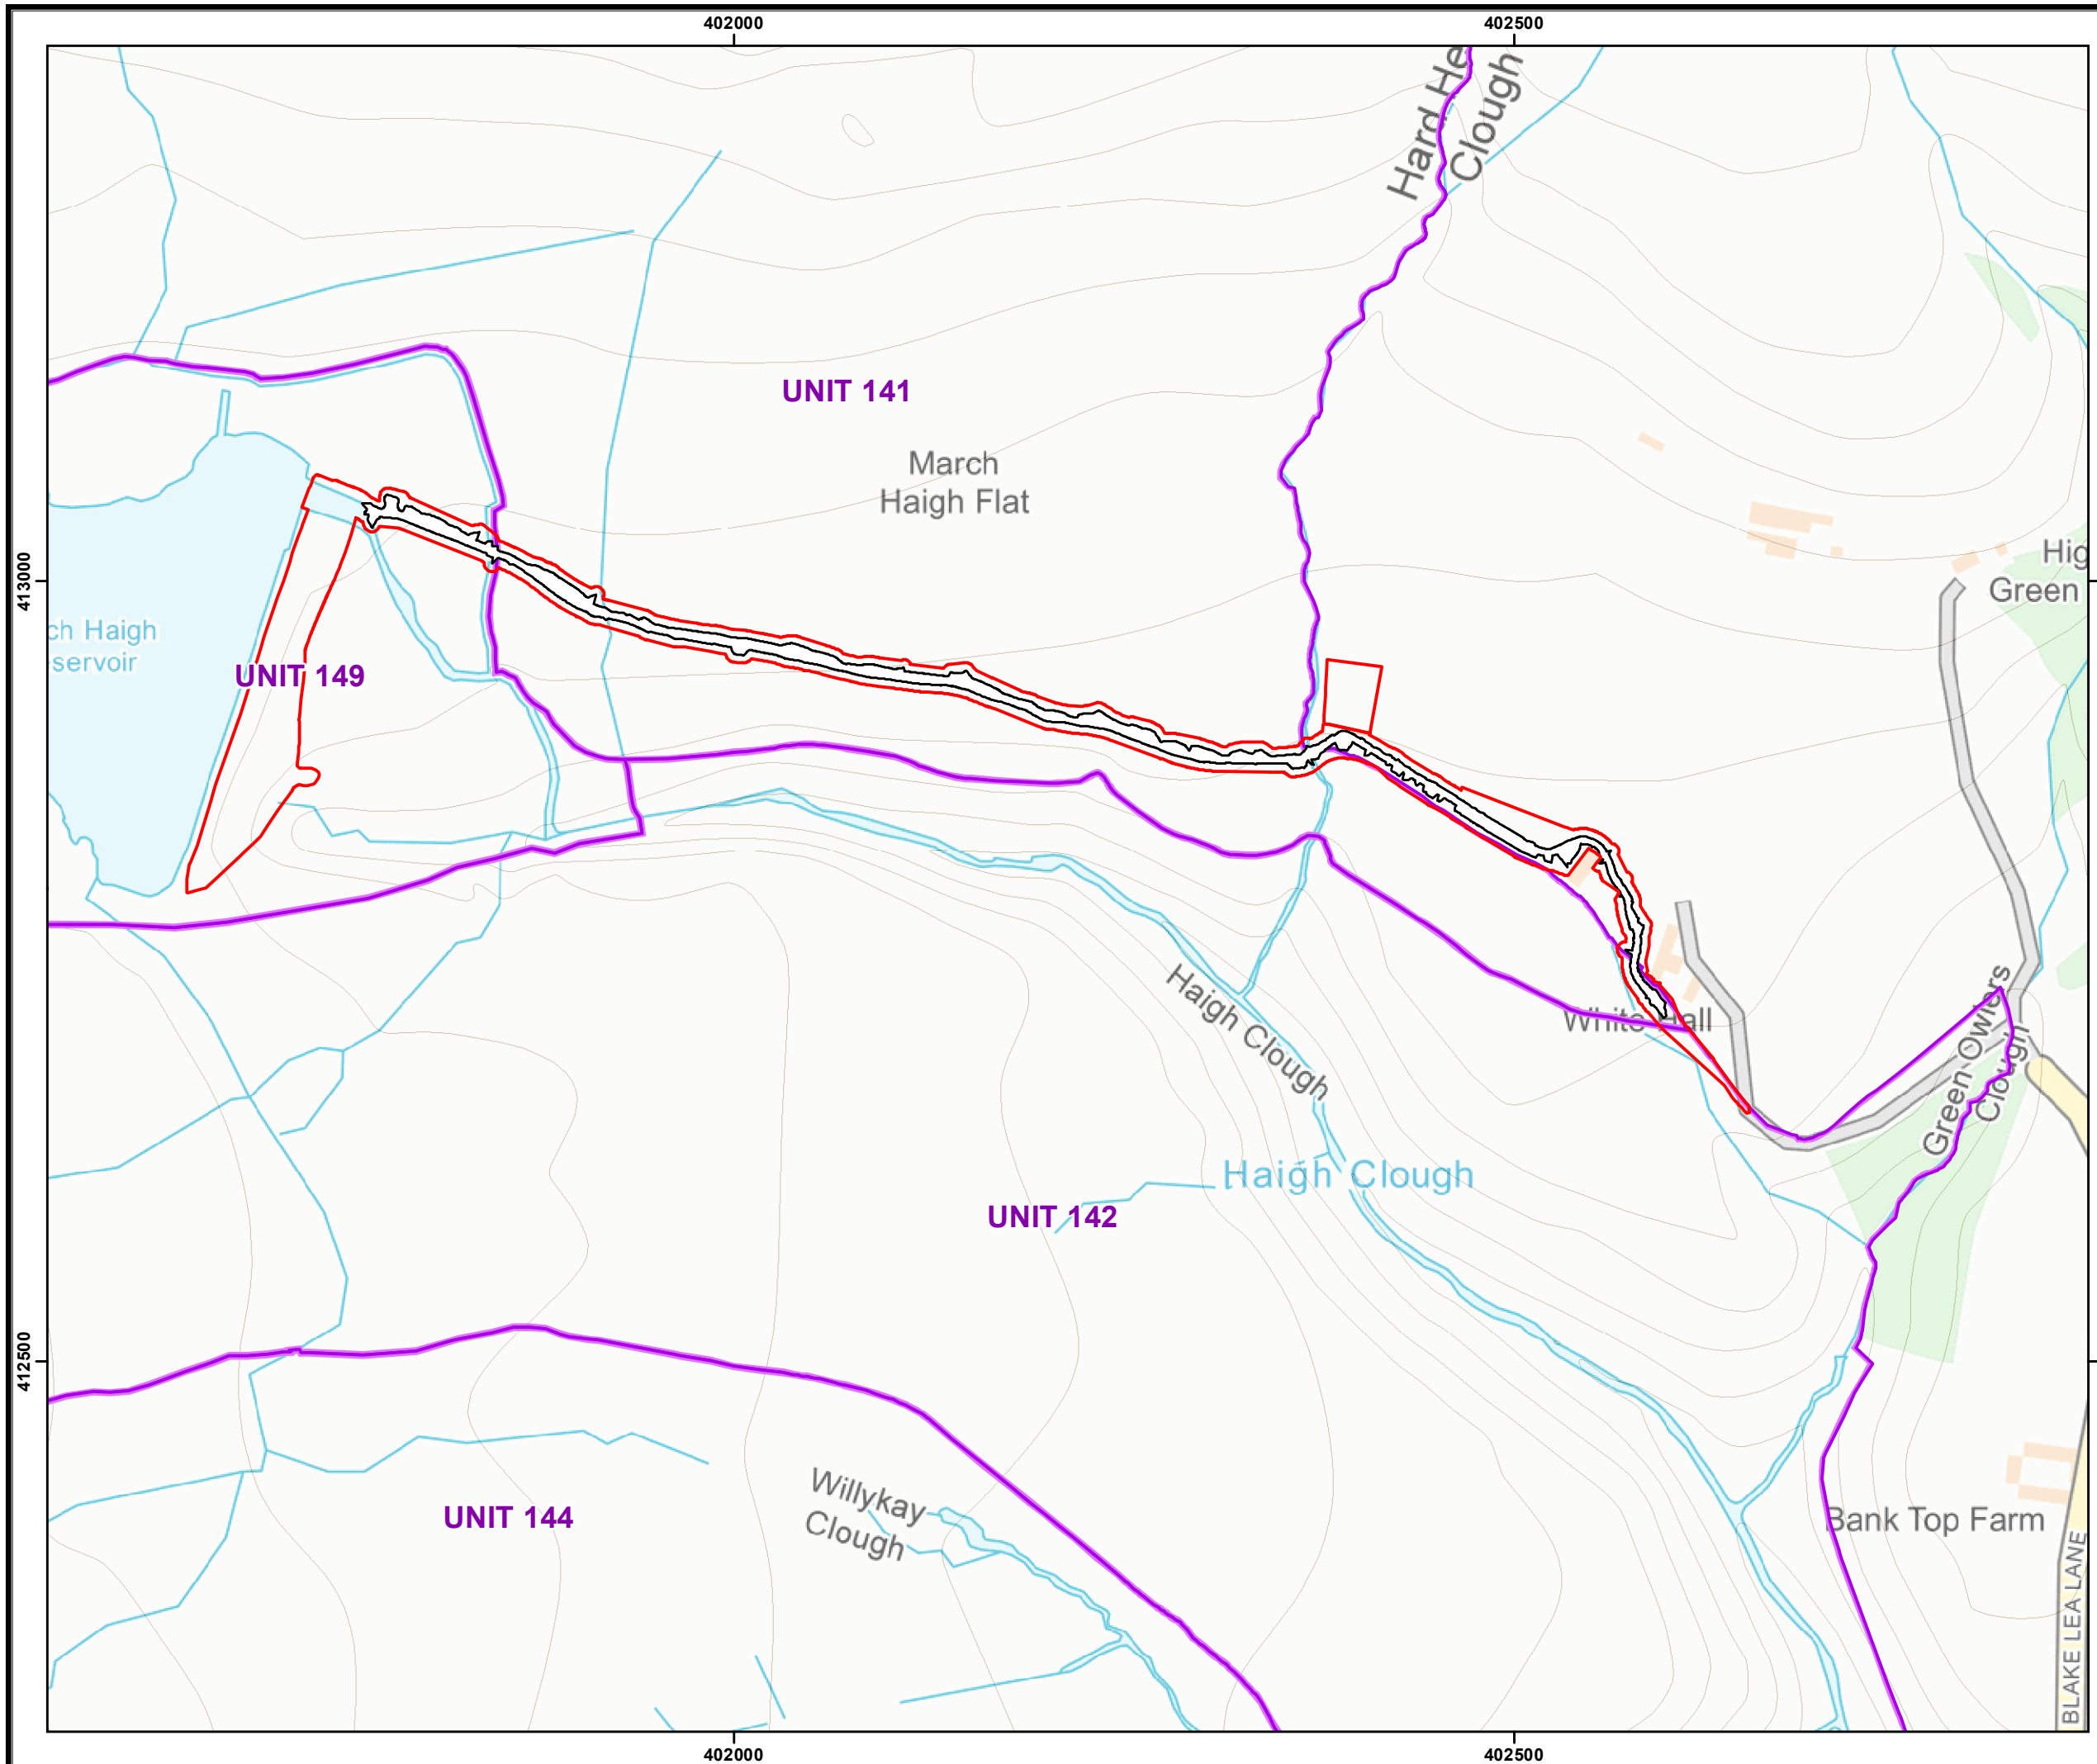 402000
402500
Hard He
Clough
UNIT 141
March
Haigh Flat
413000
Hig
Green
ch Haigh
servoir
UNIT 149
Haigh Clough
White Hall
Green Owlers
Clough
Haigh Clough
UNIT 142
412500
UNIT 144
Willykay
Clough
Bank Top Farm
BLAKE LEA LANE
402000
402500